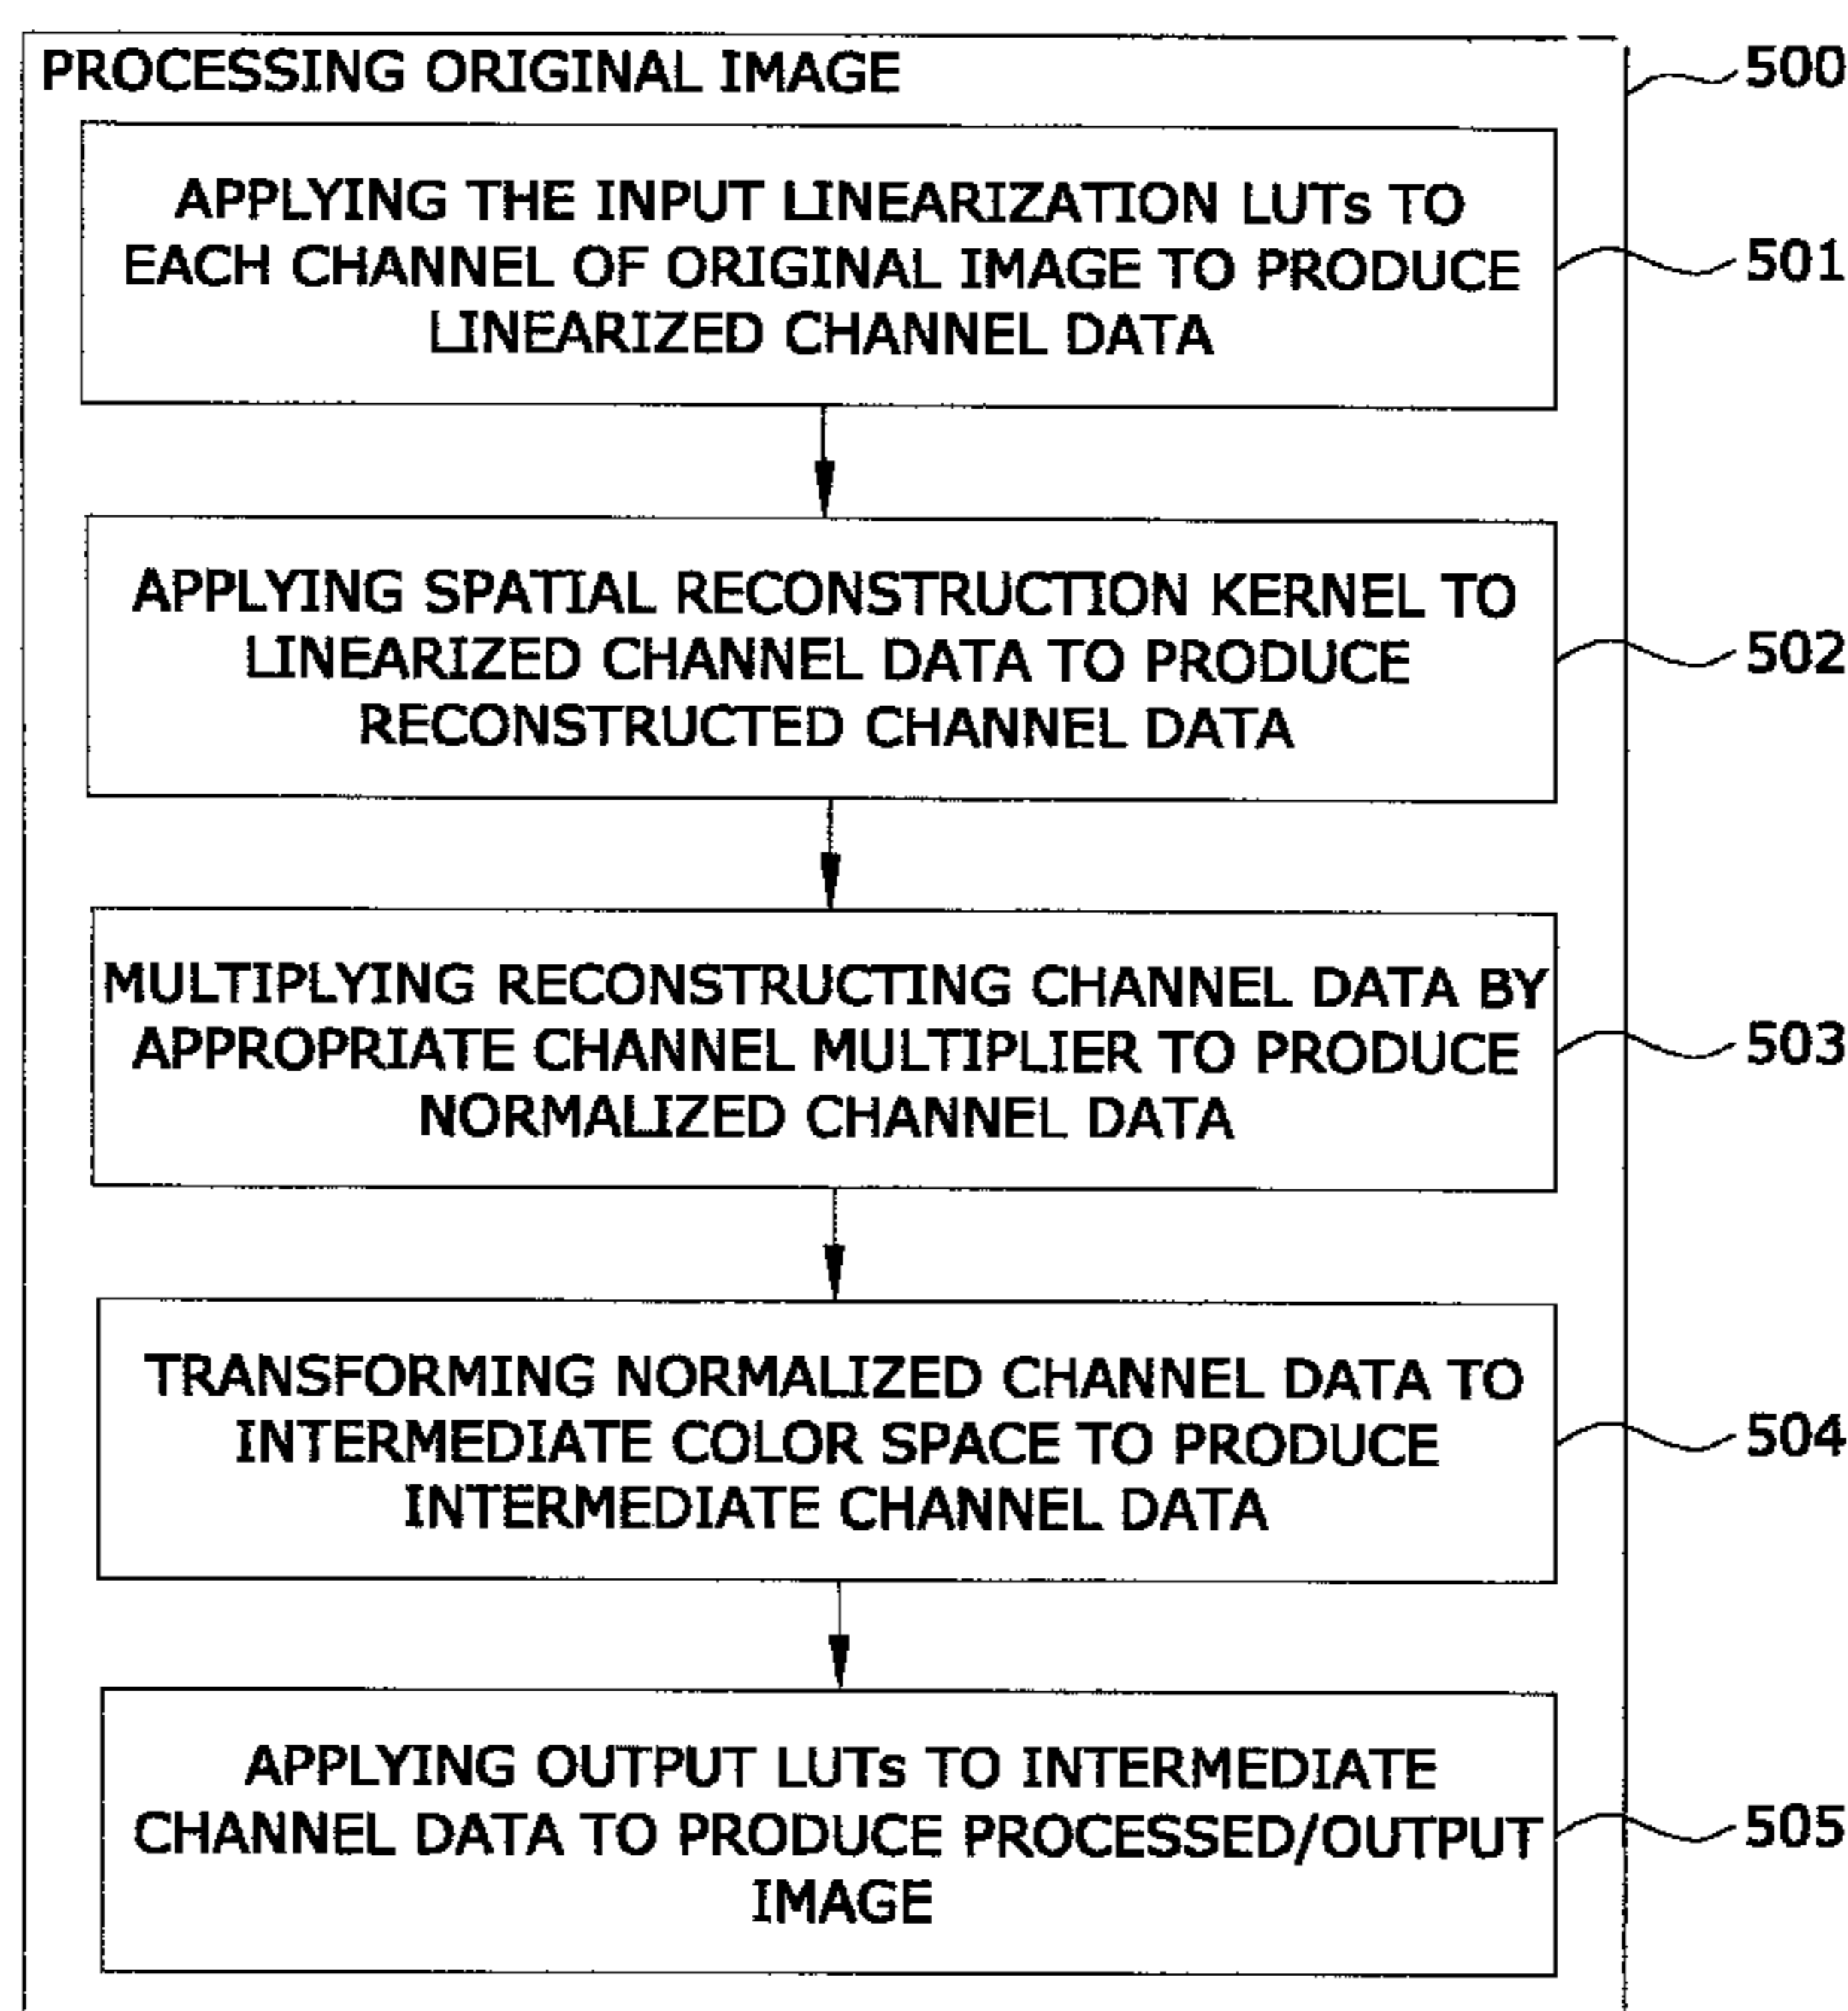 PROCESSING ORIGINAL IMAGE
500
APPLYING THE INPUT LINEARIZATION LUTs TO
EACH CHANNEL OF ORIGINAL IMAGE TO PRODUCE
LINEARIZED CHANNEL DATA
501
APPLYING SPATIAL RECONSTRUCTION KERNEL TO
LINEARIZED CHANNEL DATA TO PRODUCE
RECONSTRUCTED CHANNEL DATA
502
MULTIPLYING RECONSTRUCTING CHANNEL DATA BY
APPROPRIATE CHANNEL MULTIPLIER TO PRODUCE
NORMALIZED CHANNEL DATA
503
TRANSFORMING NORMALIZED CHANNEL DATA TO
INTERMEDIATE COLOR SPACE TO PRODUCE
INTERMEDIATE CHANNEL DATA
504
APPLYING OUTPUT LUTs TO INTERMEDIATE
CHANNEL DATA TO PRODUCE PROCESSED/OUTPUT
IMAGE
505